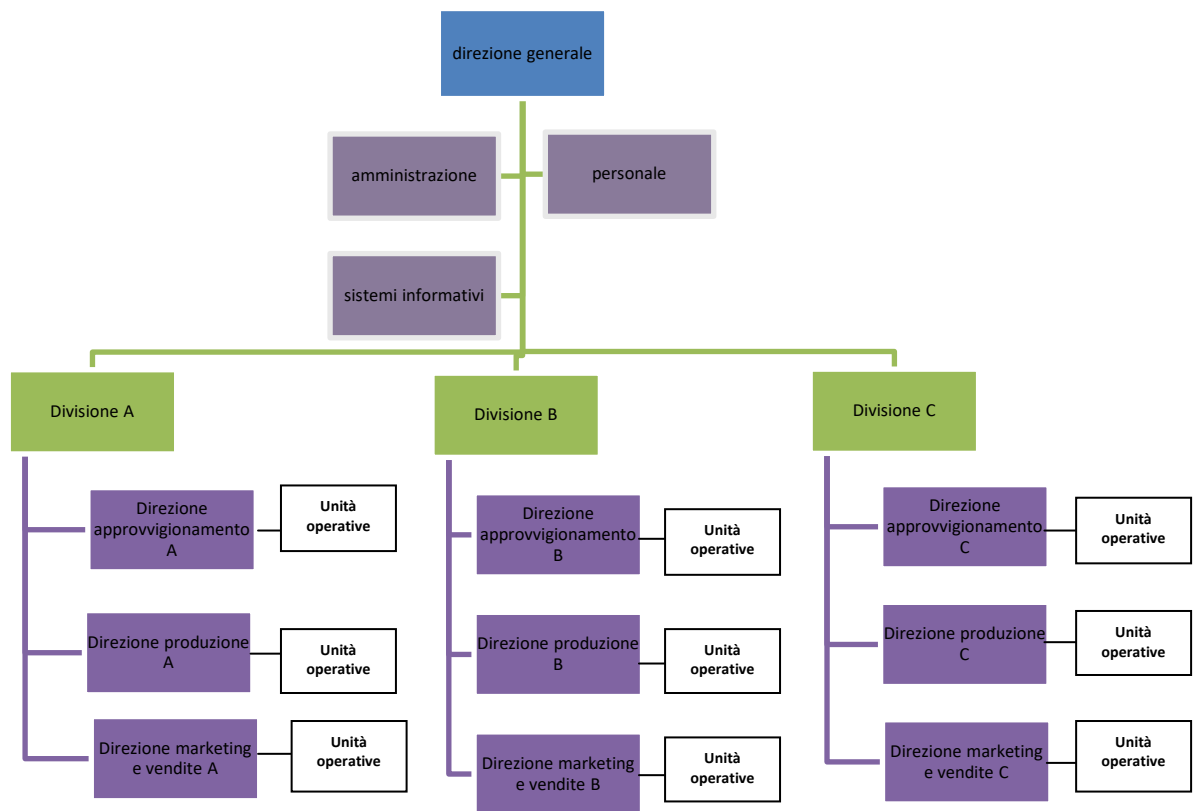 direzione generale
amministrazione
personale
sistemi informativi
Divisione A
Divisione B
Divisione C
Direzione
approvvigionamento
A
Unità
operative
Direzione
approvvigionamento
B
Unità
operative
Direzione
approvvigionamento
C
Unità
operative
Direzione produzione
A
Unità
operative
Direzione produzione
B
Unità
operative
Direzione produzione
C
Unità
operative
Direzione marketing
e vendite A
Unità
operative
Direzione marketing
e vendite B
Unità
operative
Direzione marketing
e vendite C
Unità
operative